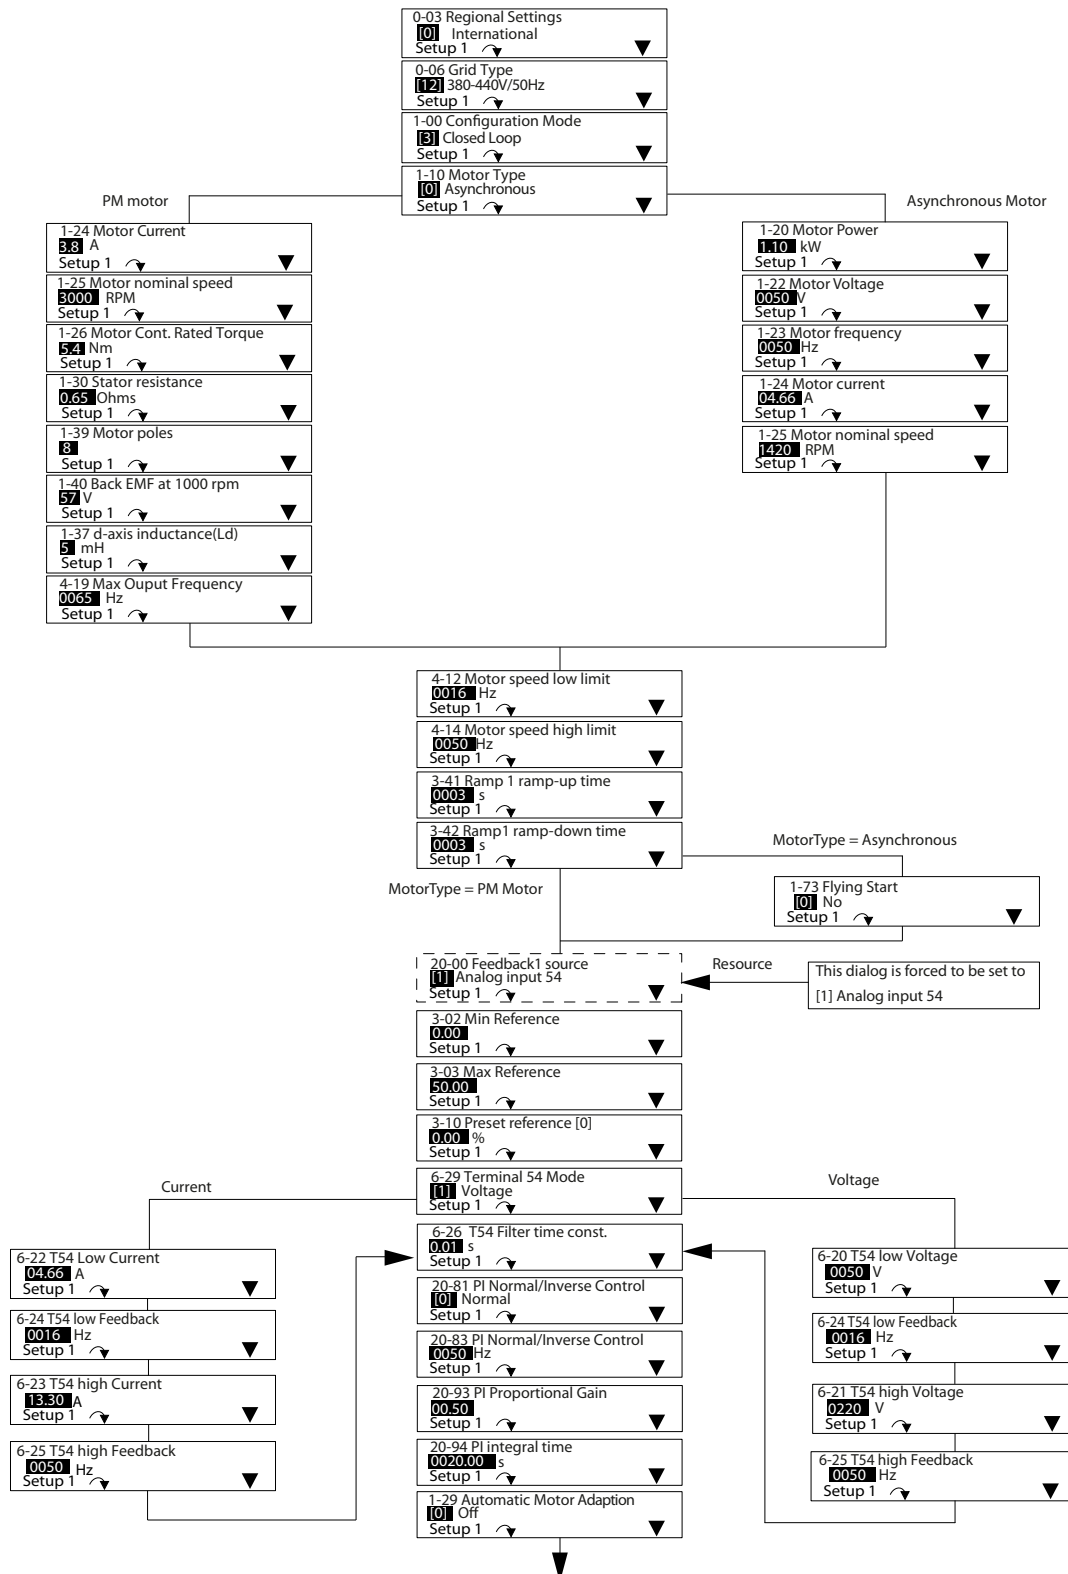 0-03 Regional Settings
[0] International
Setup 1
0-06 Grid Type
[12] 380-440V/50Hz
Setup 1
1-00 Configuration Mode
[3] Closed Loop
Setup 1
1-10 Motor Type
[0] Asynchronous
Setup 1
PM motor
Asynchronous Motor
1-24 Motor Current
3.8 A
Setup 1
1-25 Motor nominal speed
3000 RPM
Setup 1
1-26 Motor Cont. Rated Torque
5.4 Nm
Setup 1
1-30 Stator resistance
0.65 Ohms
Setup 1
1-39 Motor poles
8
Setup 1
1-40 Back EMF at 1000 rpm
57 V
Setup 1
1-37 d-axis inductance(Ld)
5 mH
Setup 1
4-19 Max Ouput Frequency
0065 Hz
Setup 1
1-20 Motor Power
1.10 kW
Setup 1
1-22 Motor Voltage
0050 V
Setup 1
1-23 Motor frequency
0050 Hz
Setup 1
1-24 Motor current
04.66 A
Setup 1
1-25 Motor nominal speed
1420 RPM
Setup 1
4-12 Motor speed low limit
0016 Hz
Setup 1
4-14 Motor speed high limit
0050 Hz
Setup 1
3-41 Ramp 1 ramp-up time
0003 s
Setup 1
3-42 Ramp1 ramp-down time
0003 s
Setup 1
MotorType = Asynchronous
MotorType = PM Motor
1-73 Flying Start
[0] No
Setup 1
20-00 Feedback1 source
[1] Analog input 54
Setup 1
Resource
This dialog is forced to be set to
[1] Analog input 54
3-02 Min Reference
0.00
Setup 1
3-03 Max Reference
50.00
Setup 1
3-10 Preset reference [0]
0.00 %
Setup 1
6-29 Terminal 54 Mode
[1] Voltage
Setup 1
Current
Voltage
6-22 T54 Low Current
04.66 A
Setup 1
6-24 T54 low Feedback
0016 Hz
Setup 1
6-23 T54 high Current
13.30 A
Setup 1
6-25 T54 high Feedback
0050 Hz
Setup 1
6-26 T54 Filter time const.
0.01 s
Setup 1
20-81 PI Normal/Inverse Control
[0] Normal
Setup 1
20-83 PI Normal/Inverse Control
0050 Hz
Setup 1
20-93 PI Proportional Gain
00.50
Setup 1
20-94 PI integral time
0020.00 s
Setup 1
1-29 Automatic Motor Adaption
[0] Off
Setup 1
6-20 T54 low Voltage
0050 V
Setup 1
6-24 T54 low Feedback
0016 Hz
Setup 1
6-21 T54 high Voltage
0220 V
Setup 1
6-25 T54 high Feedback
0050 Hz
Setup 1